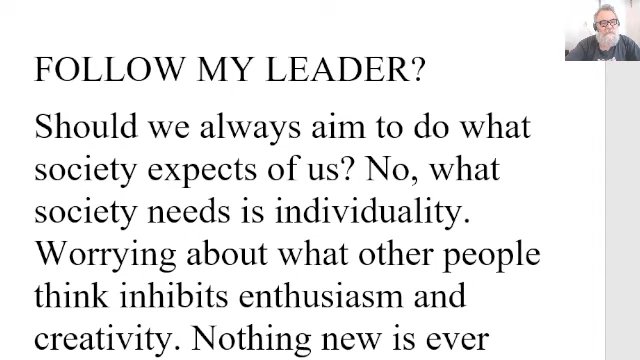 FOLLOW MY LEADER?
Should we always aim to do what
society expects of us? No, what
society needs is individuality.
Worrying about what other people
think inhibits enthusiasm and
creativity. Nothing new is ever